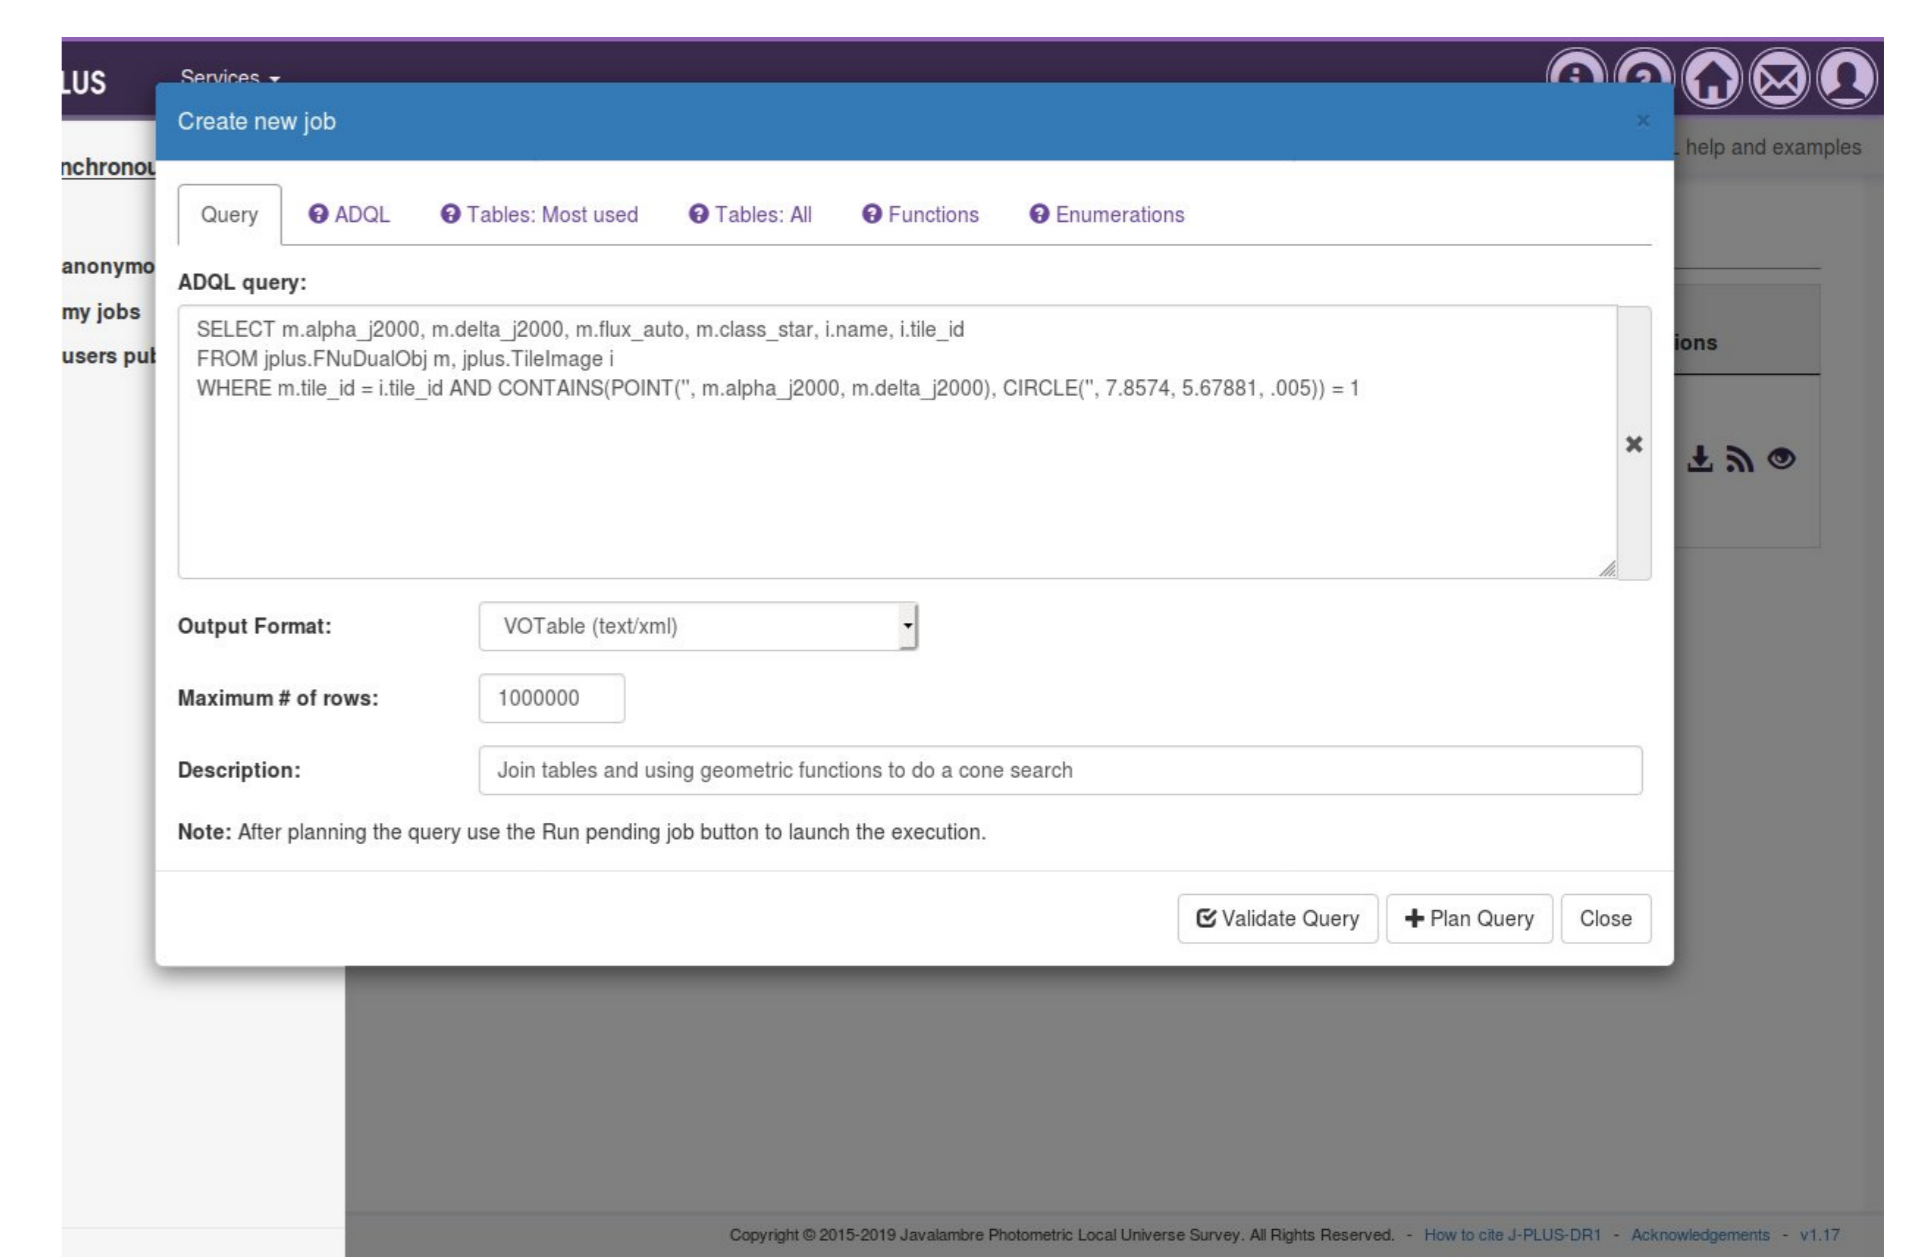 LUS
Services
Create new job
×
help and examples
nchronou
Query
ADQL
Tables: Most used
Tables: All
Functions
Enumerations
anonymo
ADQL query:
my jobs
users pub
SELECT m.alpha_j2000, m.delta_j2000, m.flux_auto, m.class_star, i.name, i.tile_id
FROM jplus.FNuDualObj m, jplus.TileImage i
WHERE m.tile_id = i.tile_id AND CONTAINS(POINT('', m.alpha_j2000, m.delta_j2000), CIRCLE('', 7.8574, 5.67881, .005)) = 1
ions
Output Format:
VOTable (text/xml)
Maximum # of rows:
1000000
Description:
Join tables and using geometric functions to do a cone search
Note: After planning the query use the Run pending job button to launch the execution.
Validate Query
Plan Query
Close
Copyright © 2015-2019 Javalambre Photometric Local Universe Survey. All Rights Reserved. - How to cite J-PLUS-DR1 - Acknowledgements - v1.17